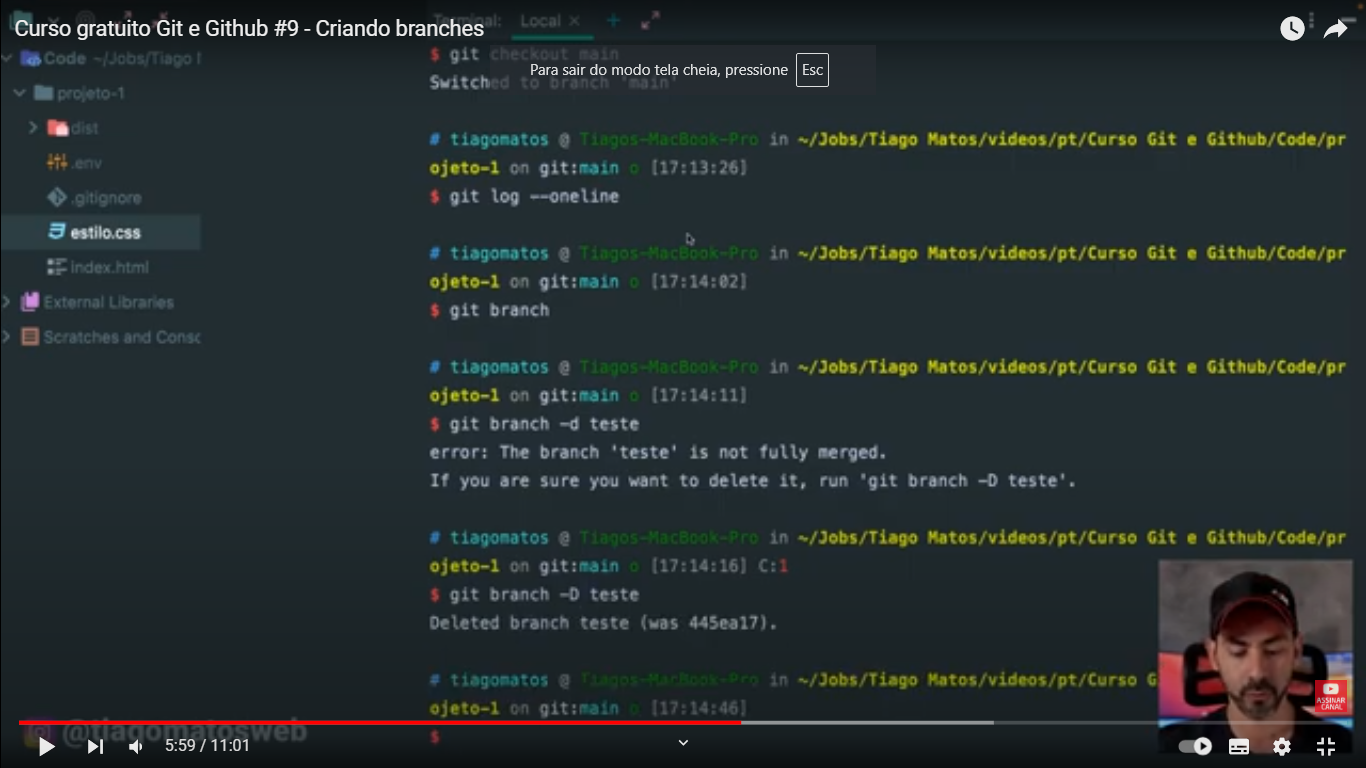 Curso gratuito Git e Github #9 - Criando branches
Terminal: Local × +
Para sair do modo tela cheia, pressione Esc
Code ~/Jobs/Tiago
projeto-1
dist
.env
.gitignore
estilo.css
index.html
External Libraries
Scratches and Consc
$ git checkout main
Switched to branch 'main'
# tiagomatos @ Tiagos-MacBook-Pro in ~/Jobs/Tiago Matos/videos/pt/Curso Git e Github/Code/pr
ojeto-1 on git:main o [17:13:26]
$ git log --oneline
# tiagomatos @ Tiagos-MacBook-Pro in ~/Jobs/Tiago Matos/videos/pt/Curso Git e Github/Code/pr
ojeto-1 on git:main o [17:14:02]
$ git branch
# tiagomatos @ Tiagos-MacBook-Pro in ~/Jobs/Tiago Matos/videos/pt/Curso Git e Github/Code/pr
ojeto-1 on git:main o [17:14:11]
$ git branch -d teste
error: The branch 'teste' is not fully merged.
If you are sure you want to delete it, run 'git branch -D teste'.
# tiagomatos @ Tiagos-MacBook-Pro in ~/Jobs/Tiago Matos/videos/pt/Curso Git e Github/Code/pr
ojeto-1 on git:main o [17:14:16] C:1
$ git branch -D teste
Deleted branch teste (was 445ea17).
# tiagomatos @ Tiagos-MacBook-Pro in ~/Jobs/Tiago Matos/videos/pt/Curso G
ojeto-1 on git:main o [17:14:46]
$
@tiagomatosweb
ASSINAR
CANAL
5:59 / 11:01